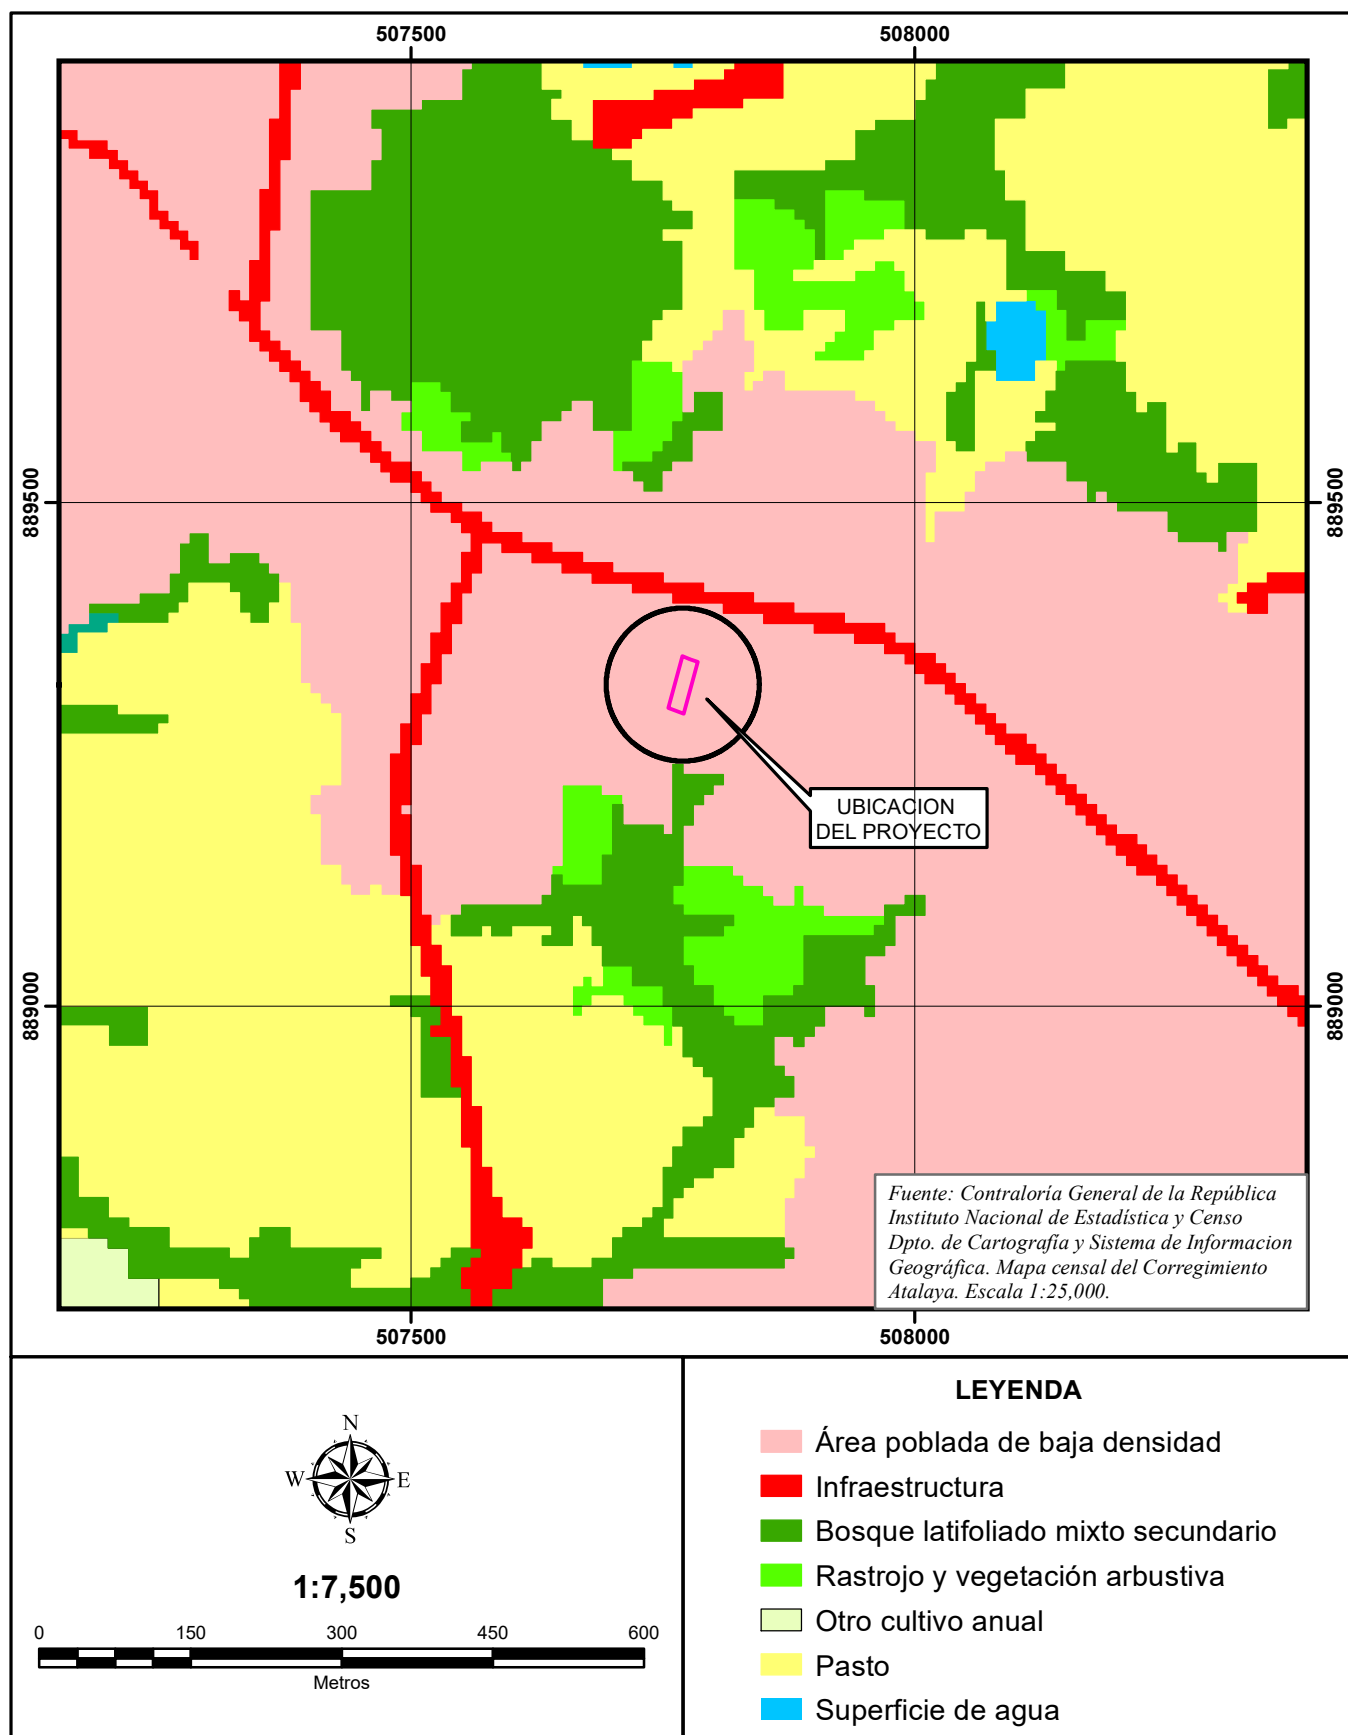 507500 508000
889500 889500
UBICACION
DEL PROYECTO
889000 889000
Fuente: Contraloría General de la República
Instituto Nacional de Estadística y Censo
Dpto. de Cartografía y Sistema de Informacion
Geográfica. Mapa censal del Corregimiento
Atalaya. Escala 1:25,000.
507500 508000
N
W E
S
1:7,500
0 150 300 450 600
Metros
LEYENDA
Área poblada de baja densidad
Infraestructura
Bosque latifoliado mixto secundario
Rastrojo y vegetación arbustiva
Otro cultivo anual
Pasto
Superficie de agua